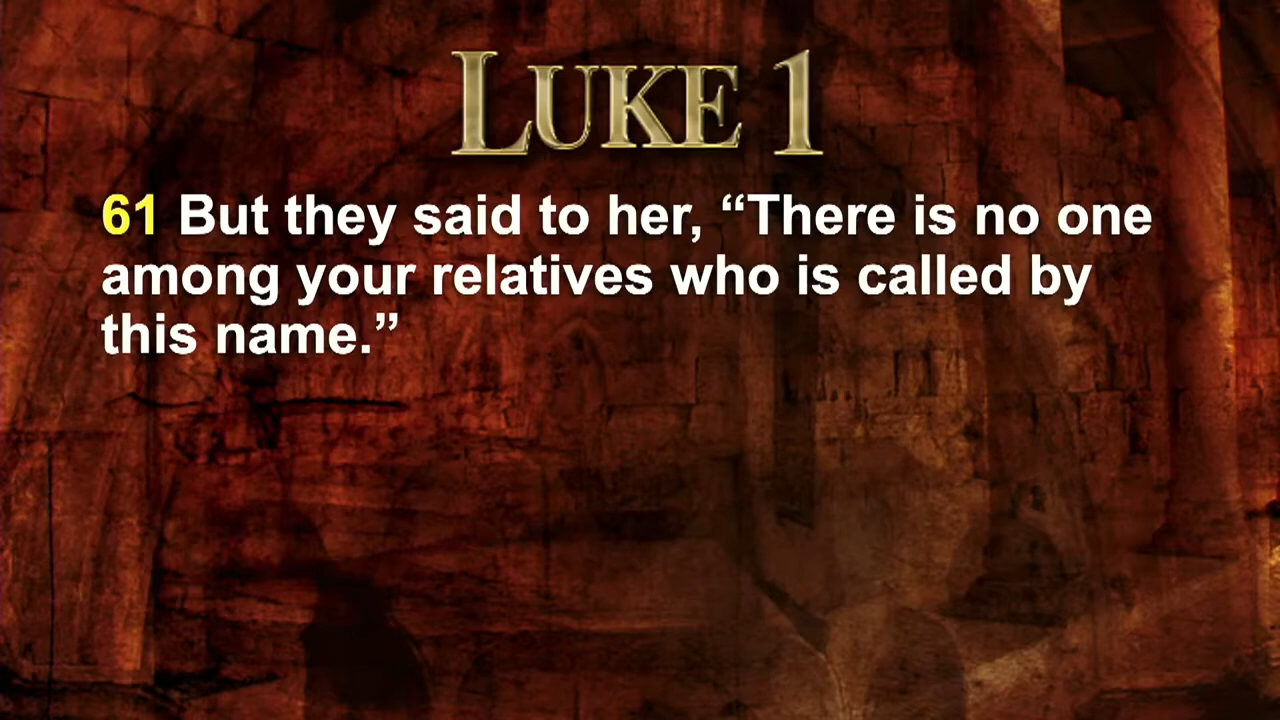 LUKE 1
61 But they said to her, “There is no one
among your relatives who is called by
this name.”